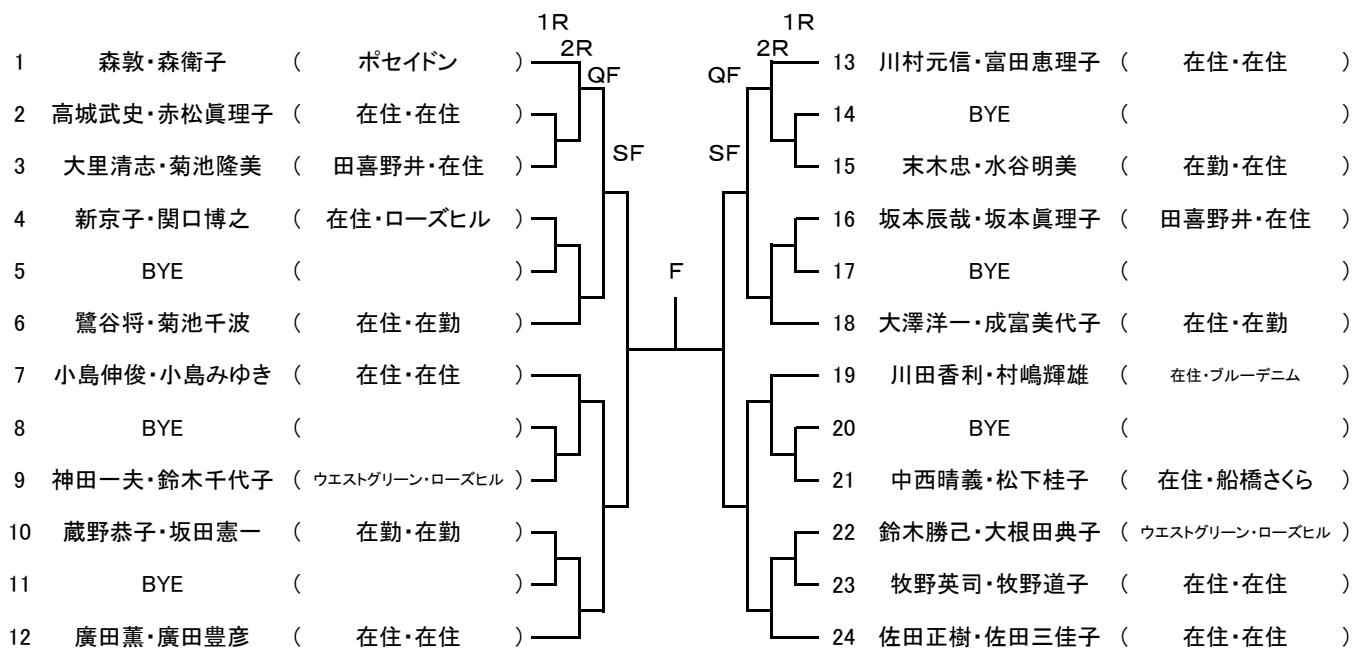 1R 1R
2R 2R
1 森敦・森衛子 ( ポセイドン ) 13 川村元信・富田恵理子 ( 在住・在住 )
QF QF
2 高城武史・赤松眞理子 ( 在住・在住 ) 14 BYE ( )
SF SF
3 大里清志・菊池隆美 ( 田喜野井・在住 ) 15 末木忠・水谷明美 ( 在勤・在住 )
4 新京子・関口博之 ( 在住・ローズヒル ) 16 坂本辰哉・坂本眞理子 ( 田喜野井・在住 )
5 BYE ( ) F 17 BYE ( )
6 鷺谷将・菊池千波 ( 在住・在勤 ) 18 大澤洋一・成富美代子 ( 在住・在勤 )
7 小島伸俊・小島みゆき ( 在住・在住 ) 19 川田香利・村嶋輝雄 ( 在住・ブルーデニム )
8 BYE ( ) 20 BYE ( )
9 神田一夫・鈴木千代子 ( ウエストグリーン・ローズヒル ) 21 中西晴義・松下桂子 ( 在住・船橋さくら )
10 蔵野恭子・坂田憲一 ( 在勤・在勤 ) 22 鈴木勝己・大根田典子 ( ウエストグリーン・ローズヒル )
11 BYE ( ) 23 牧野英司・牧野道子 ( 在住・在住 )
12 廣田薫・廣田豊彦 ( 在住・在住 ) 24 佐田正樹・佐田三佳子 ( 在住・在住 )